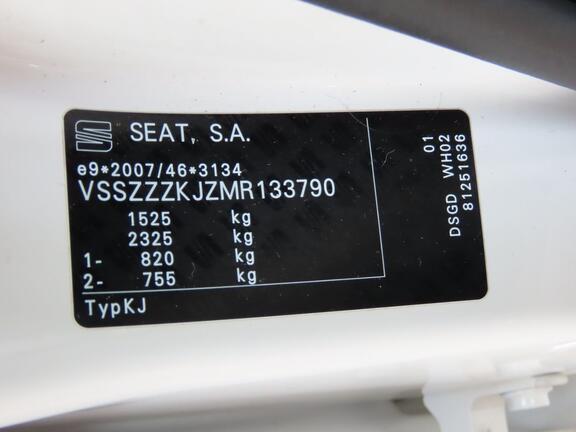 SEAT, S.A.
e9*2007/46*3134
VSSZZZKJZMR133790
1525 kg
2325 kg
1- 820 kg
2- 755 kg
TypKJ
01
DSGD WH02
81251636